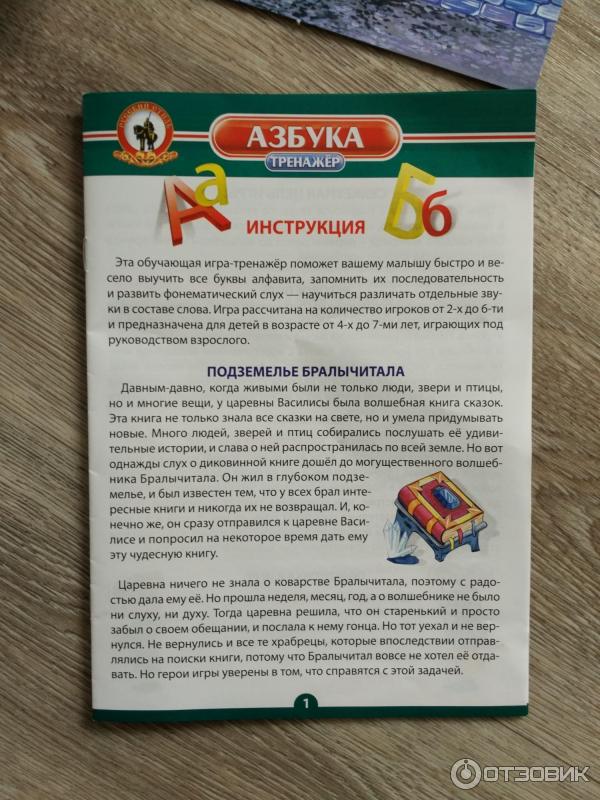 РУССКИЙ СТИЛЬ
АЗБУКА
ТРЕНАЖЁР
Аа
Бб
ИНСТРУКЦИЯ
Эта обучающая игра-тренажёр поможет вашему малышу быстро и ве-
село выучить все буквы алфавита, запомнить их последовательность
и развить фонематический слух — научиться различать отдельные зву-
ки в составе слова. Игра рассчитана на количество игроков от 2-х до 6-ти
и предназначена для детей в возрасте от 4-х до 7-ми лет, играющих под
руководством взрослого.
ПОДЗЕМЕЛЬЕ БРАЛЫЧИТАЛА
Давным-давно, когда живыми были не только люди, звери и птицы,
но и многие вещи, у царевны Василисы была волшебная книга сказок.
Эта книга не только знала все сказки на свете, но и умела придумывать
новые. Много людей, зверей и птиц собирались послушать её удиви-
тельные истории, и слава о ней распространилась по всей земле. Но вот
однажды слух о диковинной книге дошёл до могущественного волшеб-
ника Бралычитала. Он жил в глубоком подзе-
мелье, и был известен тем, что у всех брал инте-
ресные книги и никогда их не возвращал. И, ко-
нечно же, он сразу отправился к царевне Васи-
лисе и попросил на некоторое время дать ему
эту чудесную книгу.
Царевна ничего не знала о коварстве Бралычитала, поэтому с радо-
стью дала ему её. Но прошла неделя, месяц, год, а о волшебнике не было
ни слуху, ни духу. Тогда царевна решила, что он старенький и просто
забыл о своем обещании, и послала к нему гонца. Но тот уехал и не вер-
нулся. Не вернулись и все те храбрецы, которые впоследствии отправ-
лялись на поиски книги, потому что Бралычитал вовсе не хотел её отда-
вать. Но герои игры уверены в том, что справятся с этой задачей.
1
ОТЗОВИК